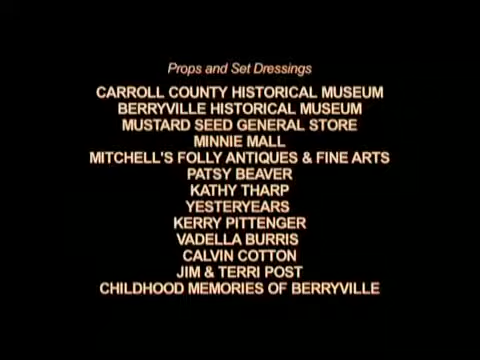 Props and Set Dressings
CARROLL COUNTY HISTORICAL MUSEUM
BERRYVILLE HISTORICAL MUSEUM
MUSTARD SEED GENERAL STORE
MINNIE MALL
MITCHELL'S FOLLY ANTIQUES & FINE ARTS
PATSY BEAVER
KATHY THARP
YESTERYEARS
KERRY PITTENGER
VADELLA BURRIS
CALVIN COTTON
JIM & TERRI POST
CHILDHOOD MEMORIES OF BERRYVILLE